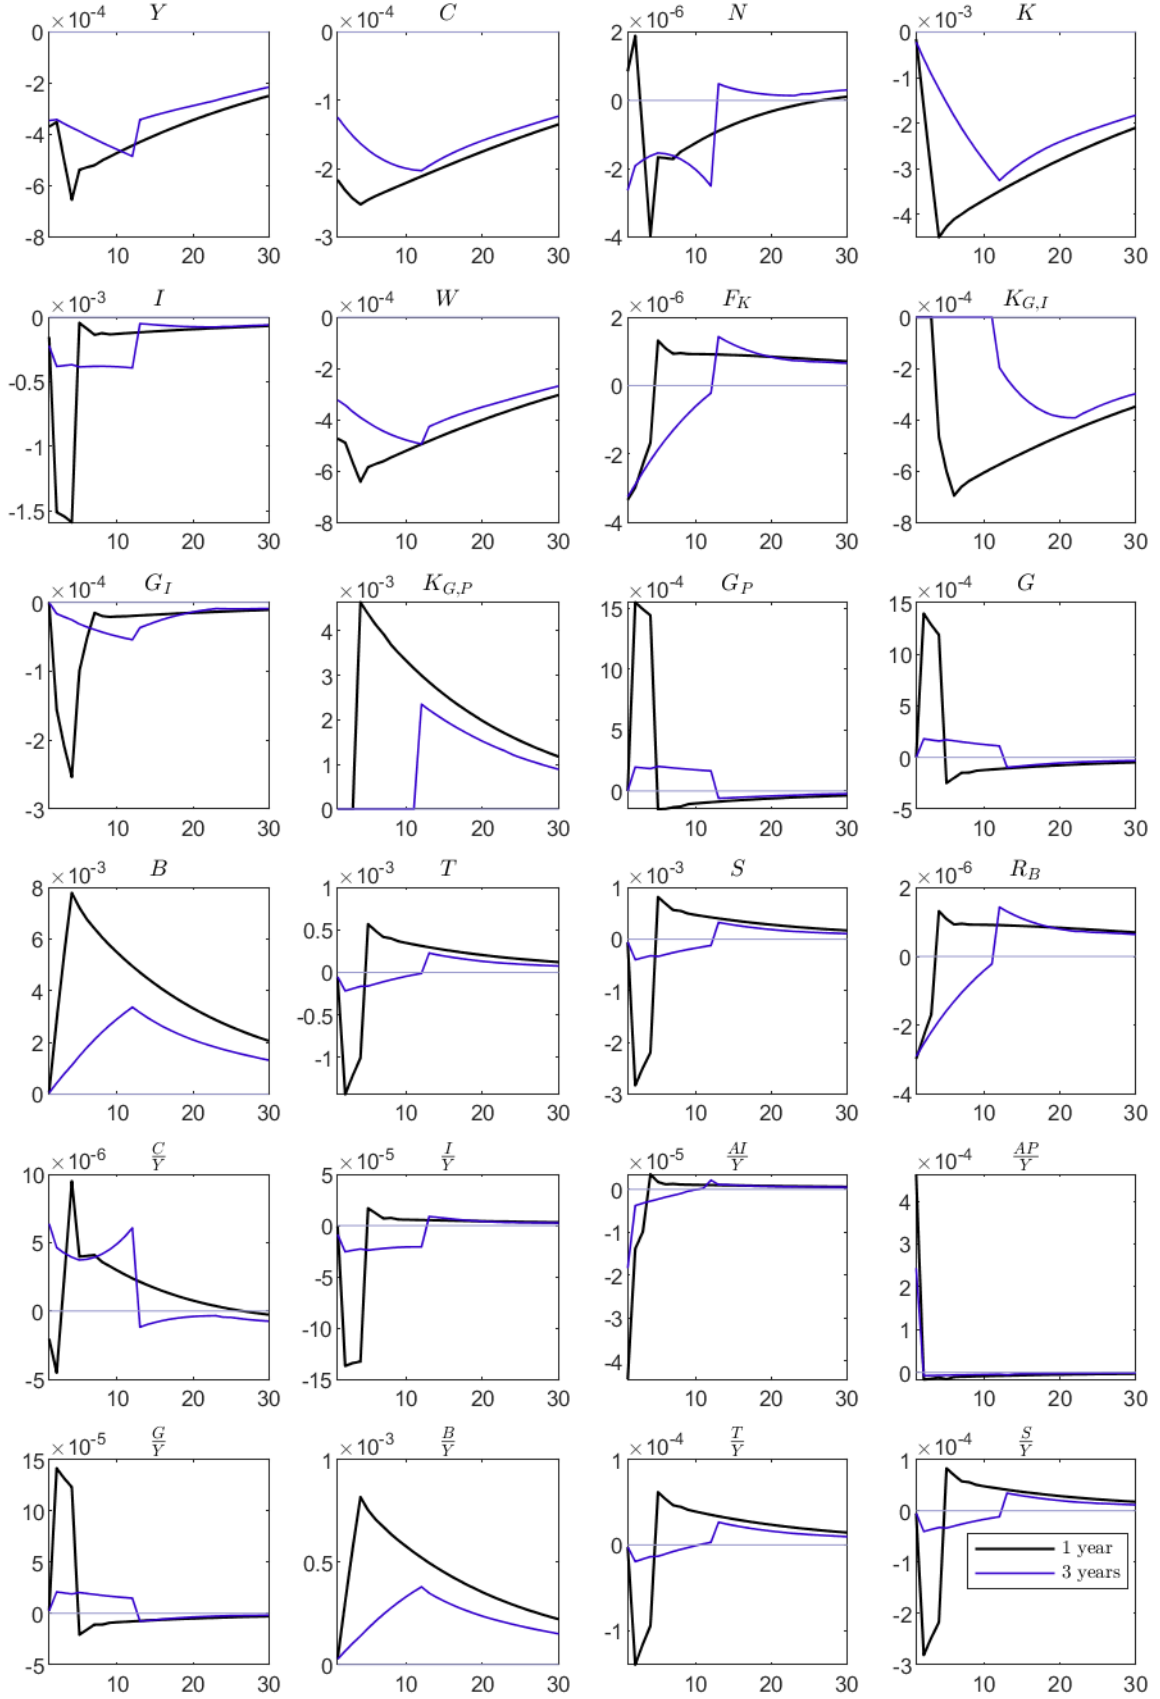 Y C N K
×10⁻⁴ ×10⁻⁴ ×10⁻⁶ ×10⁻³
0 -2 -4 -6 -8 10 20 30
0 -1 -2 -3 10 20 30
2 0 -2 -4 10 20 30
0 -1 -2 -3 -4 10 20 30
I W F_K K_{G,I}
×10⁻³ ×10⁻⁴ ×10⁻⁶ ×10⁻⁴
0 -0.5 -1 -1.5 10 20 30
0 -2 -4 -6 -8 10 20 30
2 0 -2 -4 10 20 30
0 -2 -4 -6 -8 10 20 30
G_I K_{G,P} G_P G
×10⁻⁴ ×10⁻³ ×10⁻⁴ ×10⁻⁴
0 -1 -2 -3 10 20 30
4 3 2 1 0 10 20 30
15 10 5 0 10 20 30
15 10 5 0 -5 10 20 30
B T S R_B
×10⁻³ ×10⁻³ ×10⁻³ ×10⁻⁶
8 6 4 2 0 10 20 30
1 0.5 0 -0.5 -1 10 20 30
1 0 -1 -2 -3 10 20 30
2 0 -2 -4 10 20 30
C/Y I/Y AI/Y AP/Y
×10⁻⁶ ×10⁻⁵ ×10⁻⁵ ×10⁻⁴
10 5 0 -5 10 20 30
5 0 -5 -10 -15 10 20 30
0 -1 -2 -3 -4 10 20 30
4 3 2 1 0 10 20 30
G/Y B/Y T/Y S/Y
×10⁻⁵ ×10⁻³ ×10⁻⁴ ×10⁻⁴
15 10 5 0 -5 10 20 30
1 0.5 0 10 20 30
1 0 -1 10 20 30
1 0 -1 -2 -3 10 20 30
1 year
3 years